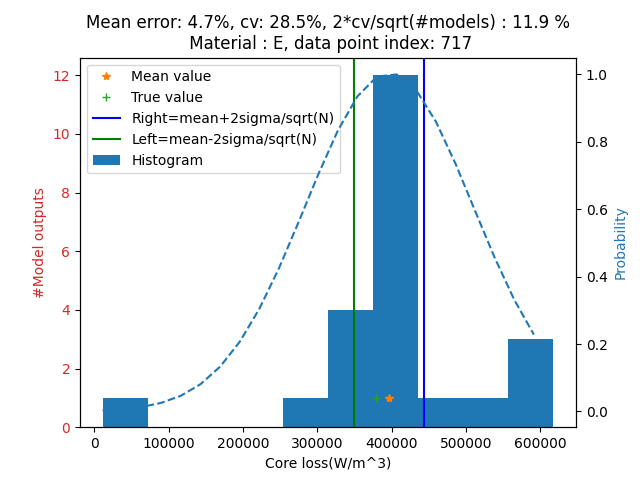 Mean error: 4.7%, cv: 28.5%, 2*cv/sqrt(#models) : 11.9 %
Material : E, data point index: 717
Mean value
True value
Right=mean+2sigma/sqrt(N)
Left=mean-2sigma/sqrt(N)
Histogram
#Model outputs
12
10
8
6
4
2
0
Probability
1.0
0.8
0.6
0.4
0.2
0.0
0 100000 200000 300000 400000 500000 600000
Core loss(W/m^3)